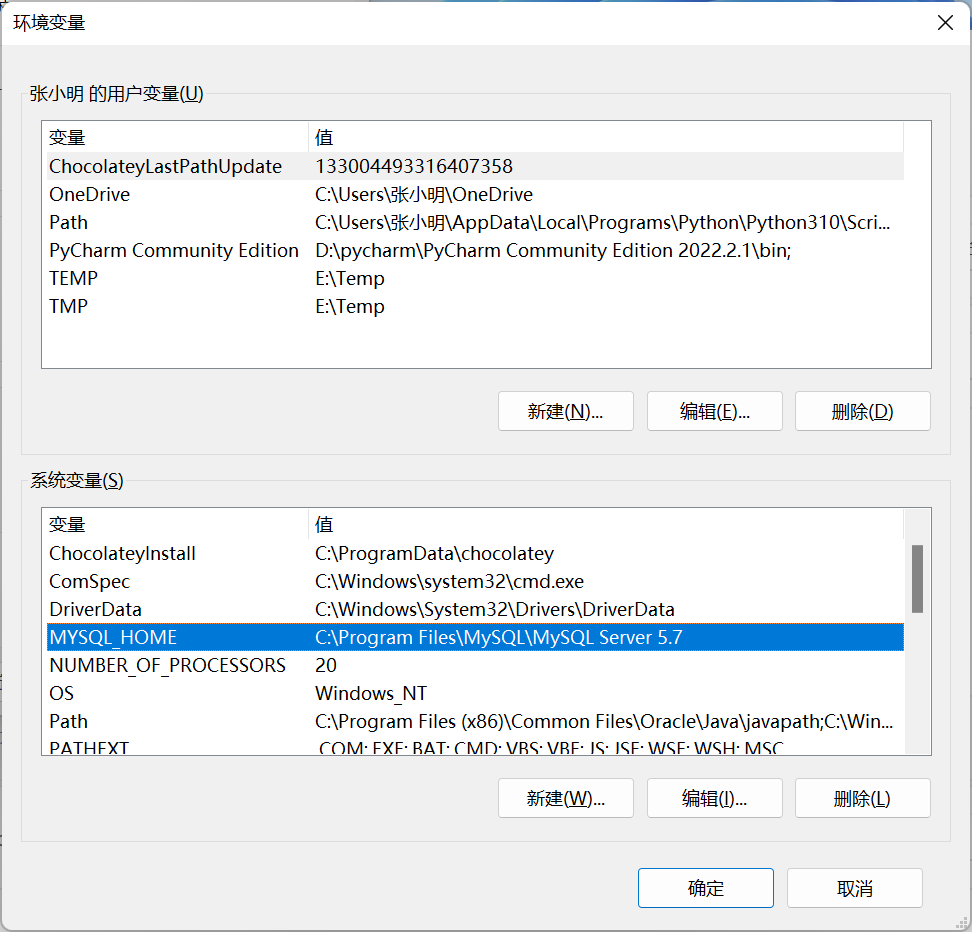 环境变量
张小明 的用户变量(U)
变量 值
ChocolateyLastPathUpdate 133004493316407358
OneDrive C:\Users\张小明\OneDrive
Path C:\Users\张小明\AppData\Local\Programs\Python\Python310\Scri...
PyCharm Community Edition D:\pycharm\PyCharm Community Edition 2022.2.1\bin;
TEMP E:\Temp
TMP E:\Temp
新建(N)... 编辑(E)... 删除(D)
系统变量(S)
变量 值
ChocolateyInstall C:\ProgramData\chocolatey
ComSpec C:\Windows\system32\cmd.exe
DriverData C:\Windows\System32\Drivers\DriverData
MYSQL_HOME C:\Program Files\MySQL\MySQL Server 5.7
NUMBER_OF_PROCESSORS 20
OS Windows_NT
Path C:\Program Files (x86)\Common Files\Oracle\Java\javapath;C:\Win...
PATHEXT .COM;.EXE;.BAT;.CMD;.VBS;.VBE;.JS;.JSE;.WSF;.WSH;.MSC
新建(W)... 编辑(I)... 删除(L)
确定 取消